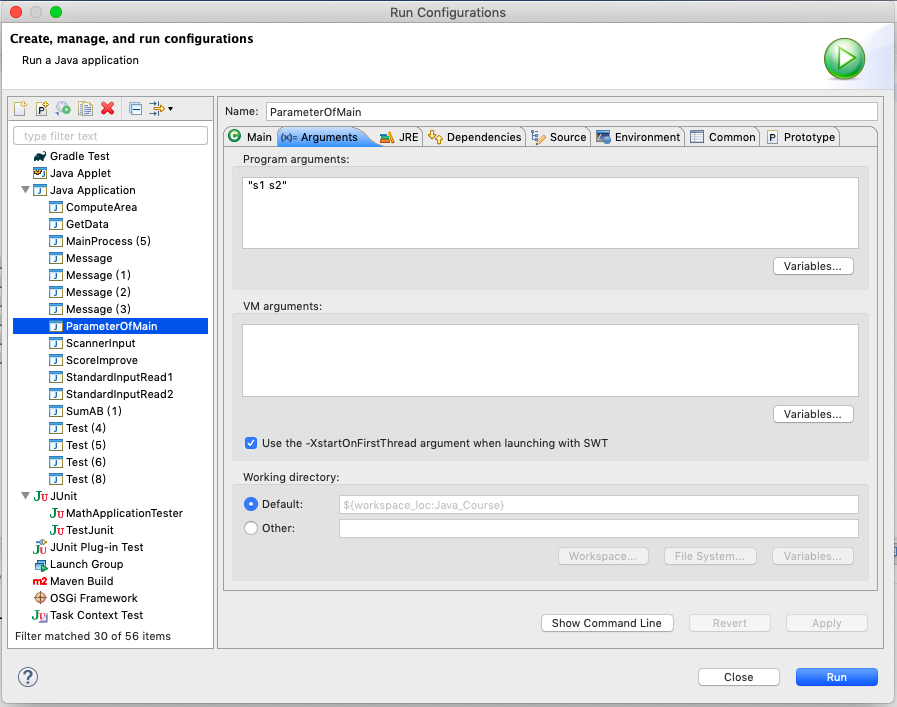 Run Configurations
Create, manage, and run configurations
Run a Java application
type filter text
Gradle Test
Java Applet
Java Application
ComputeArea
GetData
MainProcess (5)
Message
Message (1)
Message (2)
Message (3)
ParameterOfMain
ScannerInput
ScoreImprove
StandardInputRead1
StandardInputRead2
SumAB (1)
Test (4)
Test (5)
Test (6)
Test (8)
JUnit
MathApplicationTester
TestJunit
JUnit Plug-in Test
Launch Group
Maven Build
OSGi Framework
Task Context Test
Filter matched 30 of 56 items
Name: ParameterOfMain
Main (x)= Arguments JRE Dependencies Source Environment Common Prototype
Program arguments:
"s1 s2"
Variables...
VM arguments:
Variables...
Use the -XstartOnFirstThread argument when launching with SWT
Working directory:
Default: ${workspace_loc:Java_Course}
Other:
Workspace... File System... Variables...
Show Command Line Revert Apply
? Close Run